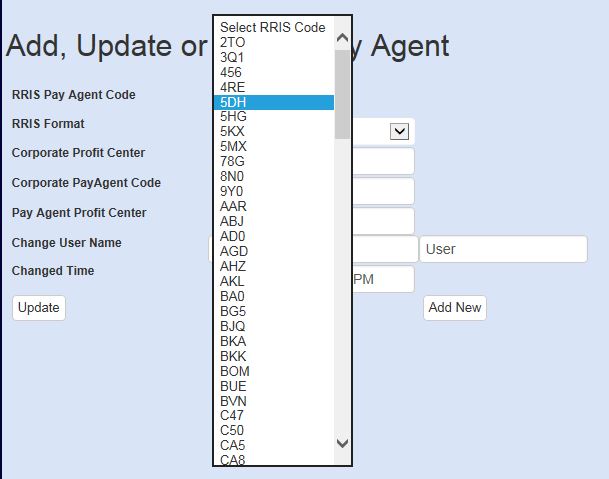 Add, Update or y Agent
RRIS Pay Agent Code
RRIS Format
Corporate Profit Center
Corporate PayAgent Code
Pay Agent Profit Center
Change User Name
User
Changed Time
PM
Update
Add New
Select RRIS Code
2TO
3Q1
456
4RE
5DH
5HG
5KX
5MX
78G
8N0
9Y0
AAR
ABJ
AD0
AGD
AHZ
AKL
BA0
BG5
BJQ
BKA
BKK
BOM
BUE
BVN
C47
C50
CA5
CA8